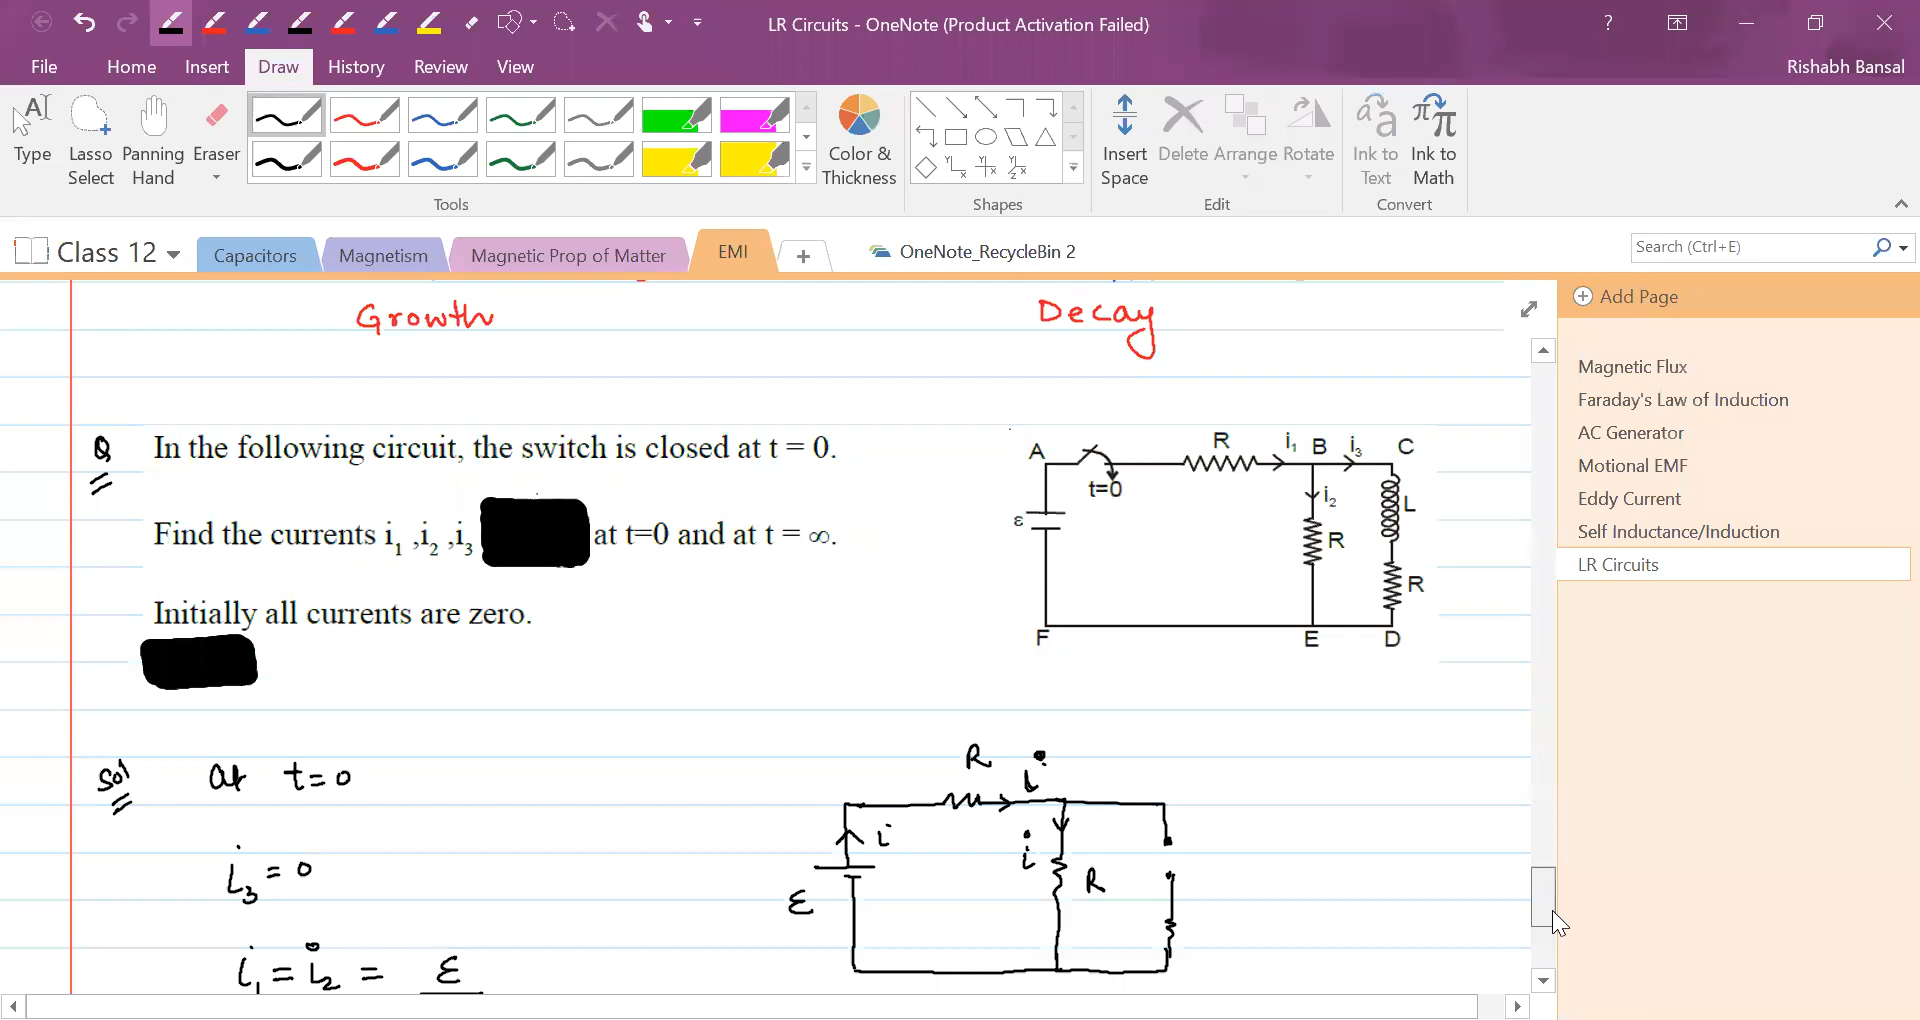 LR Circuits - OneNote (Product Activation Failed)
?
File Home Insert Draw History Review View
Rishabh Bansal
Type
Lasso Select
Panning Hand
Eraser
Color & Thickness
Insert Space
Delete
Arrange
Rotate
Ink to Text
Ink to Math
Tools
Shapes
Edit
Convert
Class 12
Capacitors
Magnetism
Magnetic Prop of Matter
EMI
+
OneNote_RecycleBin 2
Search (Ctrl+E)
Add Page
Magnetic Flux
Faraday's Law of Induction
AC Generator
Motional EMF
Eddy Current
Self Inductance/Induction
LR Circuits
Growth
Decay
Q In the following circuit, the switch is closed at t = 0.
Find the currents i₁ ,i₂ ,i₃ at t=0 and at t = ∞.
Initially all currents are zero.
A R i₁ B i₃ C
t=0
i₂
L
ε
R
R
F E D
Sol at t=0
i₃ = 0
i₁ = i₂ = ε
R i
i
i
R
ε